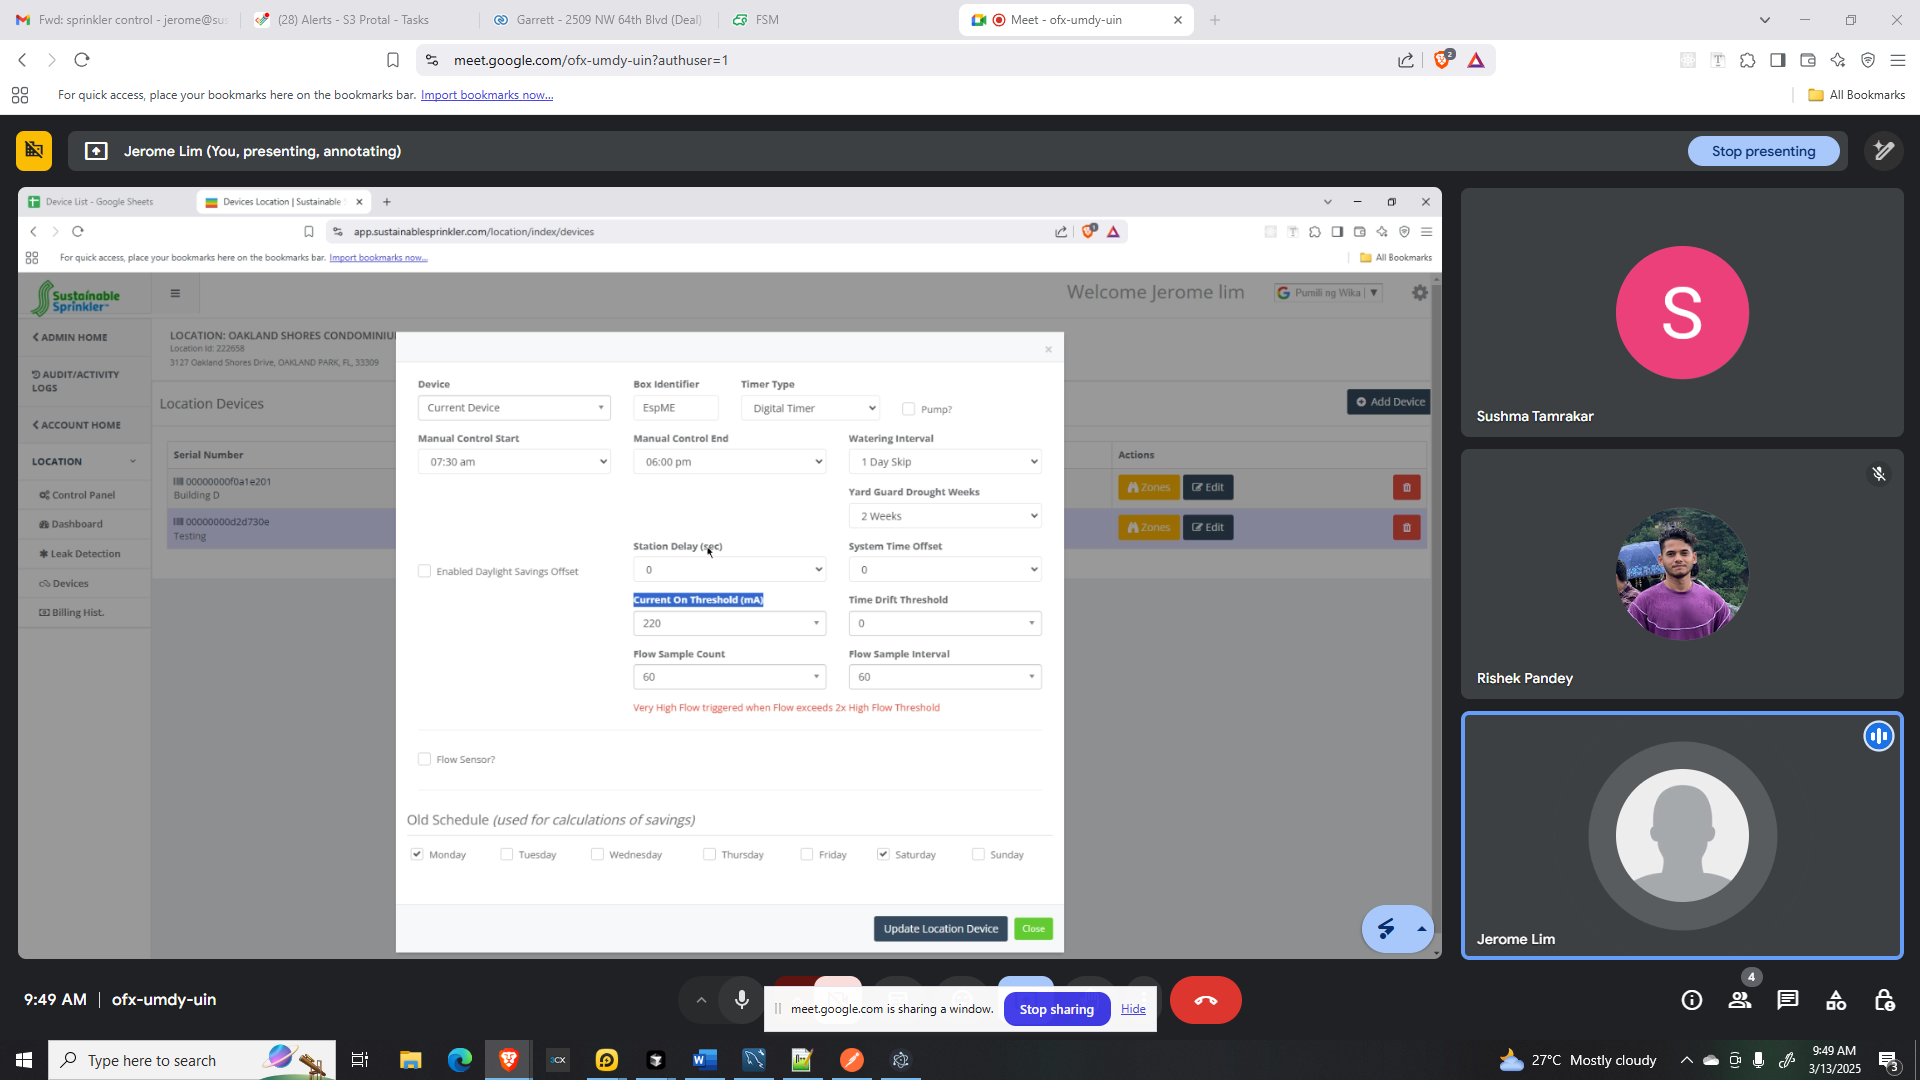 Fwd: sprinkler control - jerome@su
(28) Alerts - S3 Protal - Tasks
Garrett - 2509 NW 64th Blvd (Deal)
FSM
Meet - ofx-umdy-uin
meet.google.com/ofx-umdy-uin?authuser=1
2
For quick access, place your bookmarks here on the bookmarks bar. Import bookmarks now...
All Bookmarks
Jerome Lim (You, presenting, annotating)
Stop presenting
Device List - Google Sheets
Devices Location | Sustainable
app.sustainablesprinkler.com/location/index/devices
1
For quick access, place your bookmarks here on the bookmarks bar. Import bookmarks now...
All Bookmarks
Sustainable
Sprinkler
Welcome Jerome lim
Pumili ng Wika
ADMIN HOME
AUDIT/ACTIVITY
LOGS
ACCOUNT HOME
LOCATION
Control Panel
Dashboard
Leak Detection
Devices
Billing Hist.
LOCATION: OAKLAND SHORES CONDOMINIU
Location Id: 222658
3127 Oakland Shores Drive, OAKLAND PARK, FL, 33309
Location Devices
Add Device
Serial Number
Actions
00000000f0a1e201
Building D
Zones
Edit
00000000d2d730e
Testing
Zones
Edit
×
Device
Box Identifier
Timer Type
Current Device
EspME
Digital Timer
Pump?
Manual Control Start
Manual Control End
Watering Interval
07:30 am
06:00 pm
1 Day Skip
Yard Guard Drought Weeks
2 Weeks
Station Delay (sec)
System Time Offset
Enabled Daylight Savings Offset
0
0
Current On Threshold (mA)
Time Drift Threshold
220
0
Flow Sample Count
Flow Sample Interval
60
60
Very High Flow triggered when Flow exceeds 2x High Flow Threshold
Flow Sensor?
Old Schedule (used for calculations of savings)
Monday
Tuesday
Wednesday
Thursday
Friday
Saturday
Sunday
Update Location Device
Close
S
Sushma Tamrakar
Rishek Pandey
Jerome Lim
9:49 AM | ofx-umdy-uin
meet.google.com is sharing a window.
Stop sharing
Hide
4
Type here to search
27°C Mostly cloudy
9:49 AM
3/13/2025
3